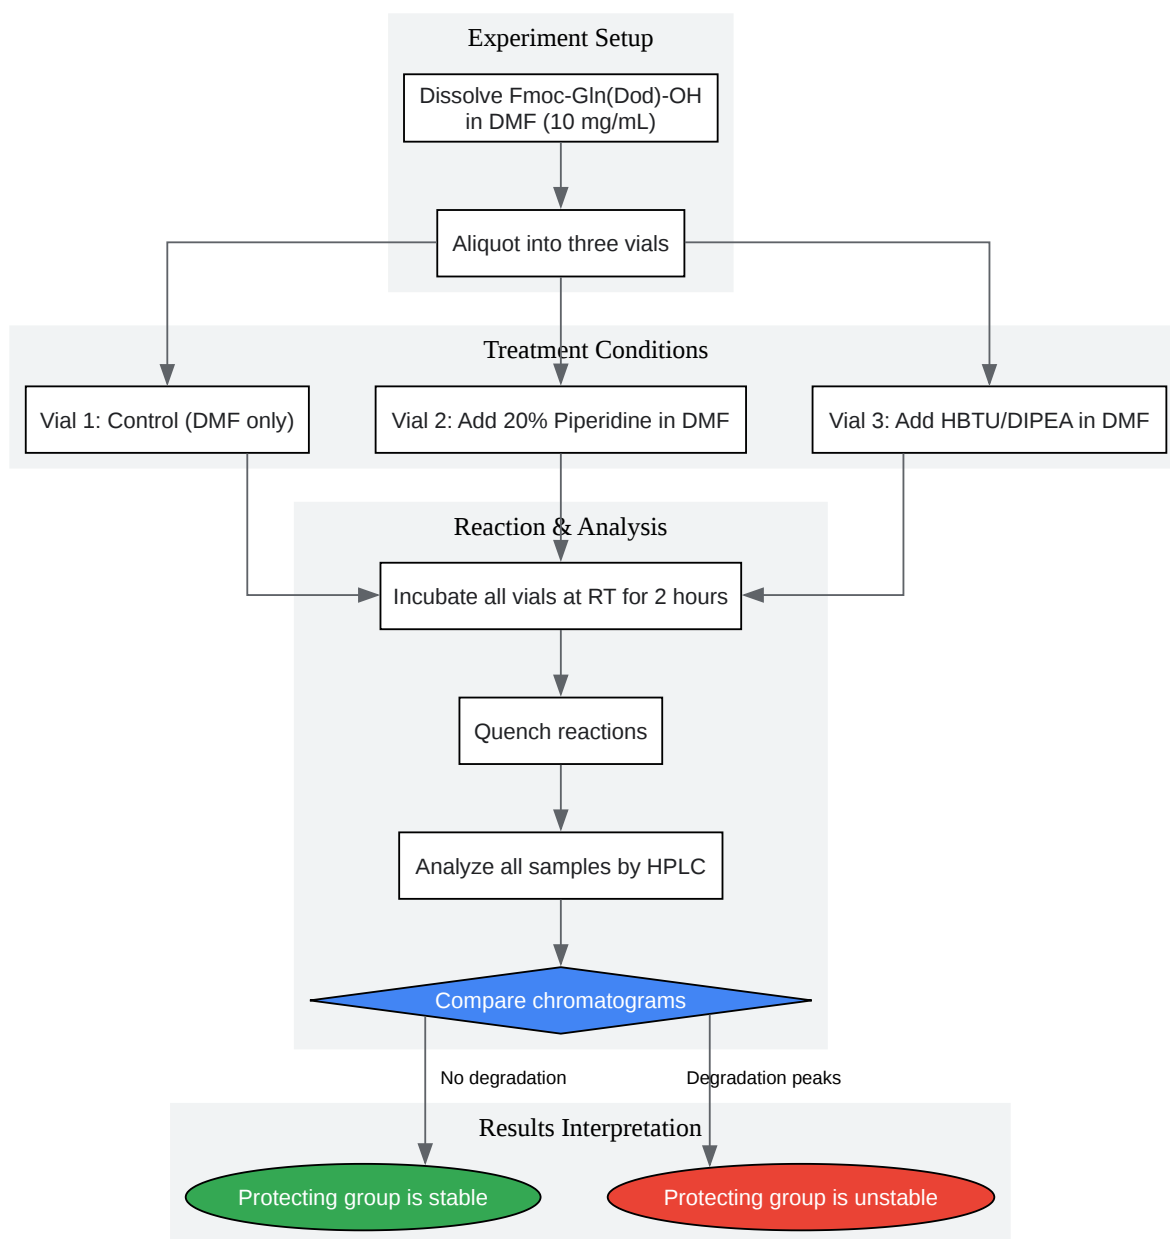 Experiment Setup
Dissolve Fmoc-Gln(Dod)-OH
in DMF (10 mg/mL)
Aliquot into three vials
Treatment Conditions
Vial 1: Control (DMF only)
Vial 2: Add 20% Piperidine in DMF
Vial 3: Add HBTU/DIPEA in DMF
Reaction & Analysis
Incubate all vials at RT for 2 hours
Quench reactions
Analyze all samples by HPLC
Compare chromatograms
No degradation
Degradation peaks
Results Interpretation
Protecting group is stable
Protecting group is unstable